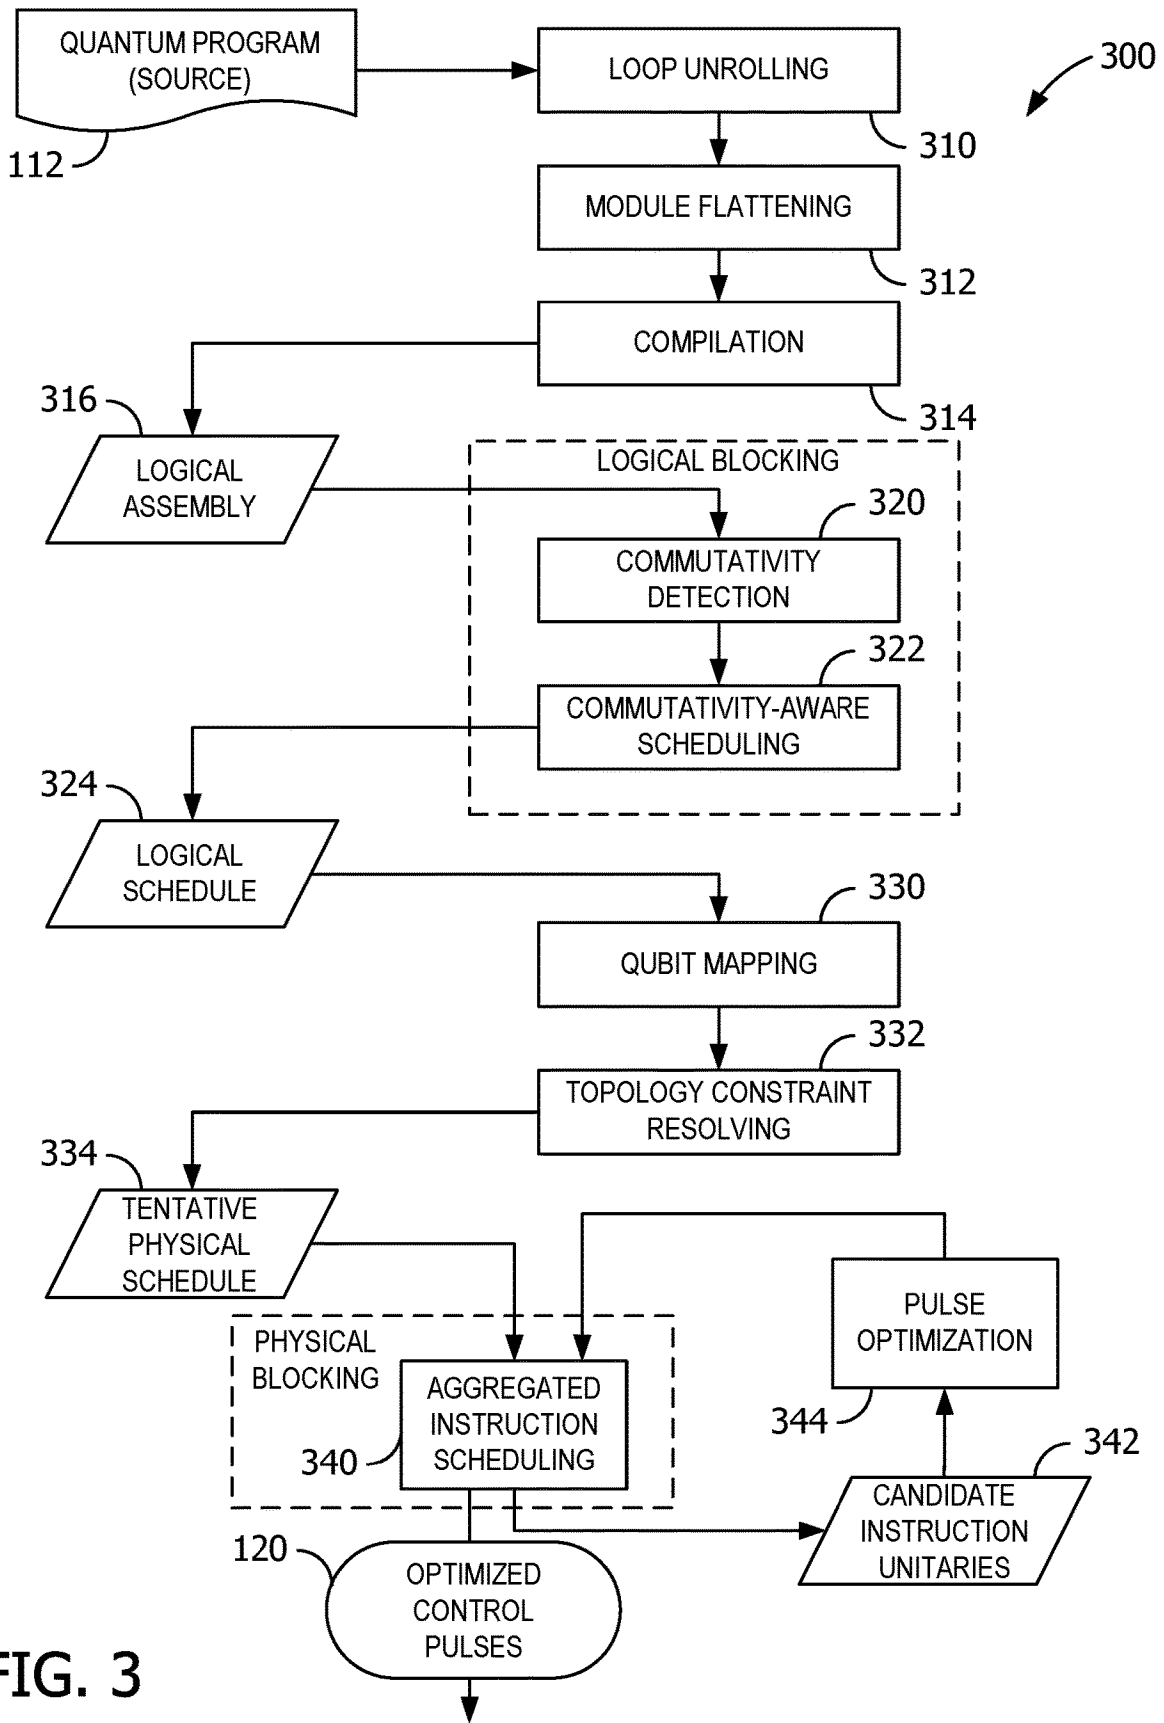 QUANTUM PROGRAM
(SOURCE)
112
LOOP UNROLLING
310
300
MODULE FLATTENING
312
COMPILATION
314
316
LOGICAL
ASSEMBLY
LOGICAL BLOCKING
320
COMMUTATIVITY
DETECTION
322
COMMUTATIVITY-AWARE
SCHEDULING
324
LOGICAL
SCHEDULE
330
QUBIT MAPPING
332
TOPOLOGY CONSTRAINT
RESOLVING
334
TENTATIVE
PHYSICAL
SCHEDULE
PHYSICAL
BLOCKING
AGGREGATED
INSTRUCTION
SCHEDULING
340
PULSE
OPTIMIZATION
344
342
CANDIDATE
INSTRUCTION
UNITARIES
120
OPTIMIZED
CONTROL
PULSES
FIG. 3